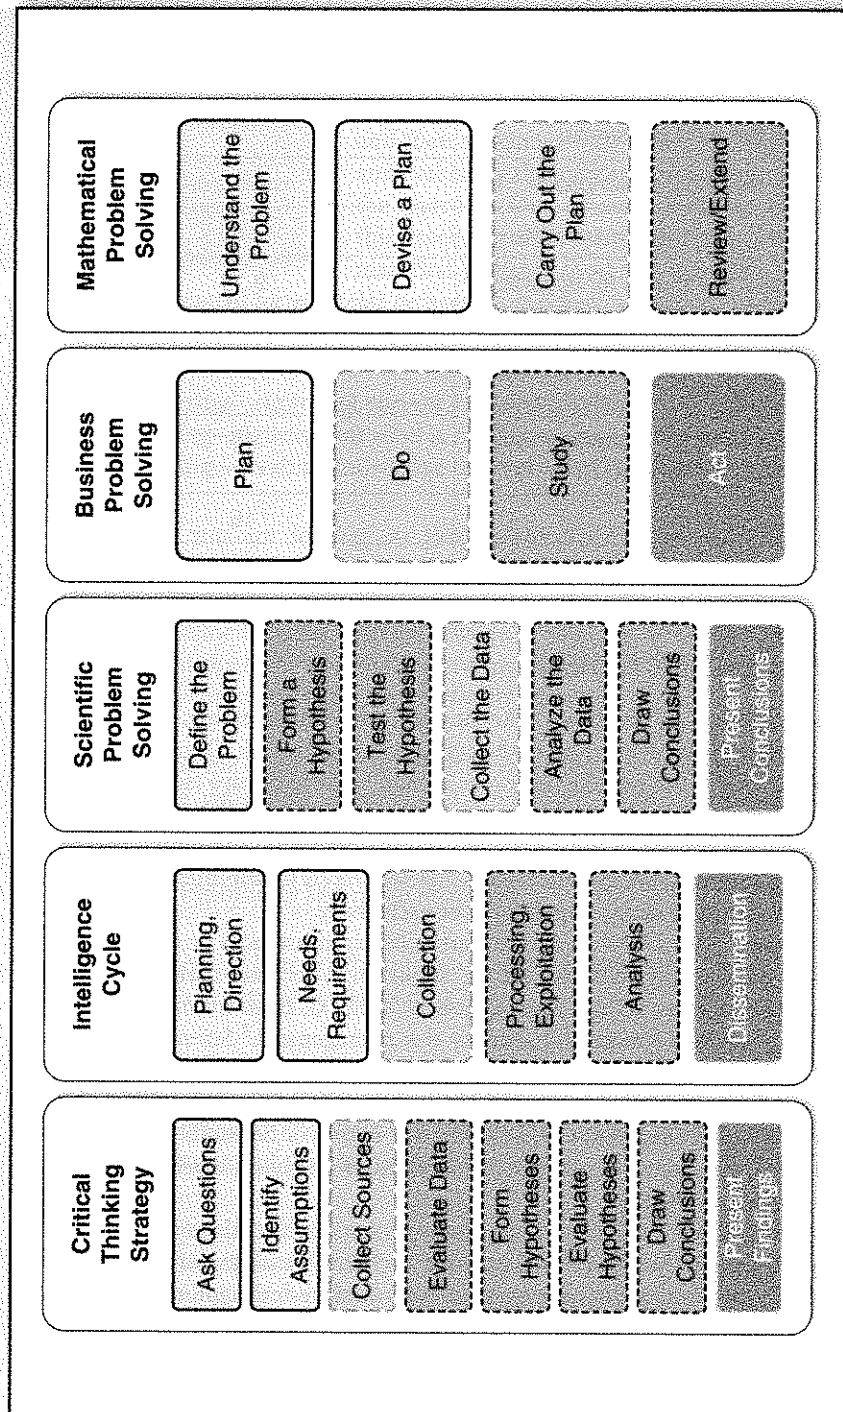 Critical
Thinking
Strategy
Ask Questions
Identify
Assumptions
Collect Sources
Evaluate Data
Form
Hypotheses
Evaluate
Hypotheses
Draw
Conclusions
Present
Findings
Intelligence
Cycle
Planning,
Direction
Needs,
Requirements
Collection
Processing,
Exploitation
Analysis
Dissemination
Scientific
Problem
Solving
Define the
Problem
Form a
Hypothesis
Test the
Hypothesis
Collect the Data
Analyze the
Data
Draw
Conclusions
Present
Conclusions
Business
Problem
Solving
Plan
Do
Study
Act
Mathematical
Problem
Solving
Understand the
Problem
Devise a Plan
Carry Out the
Plan
Review/Extend